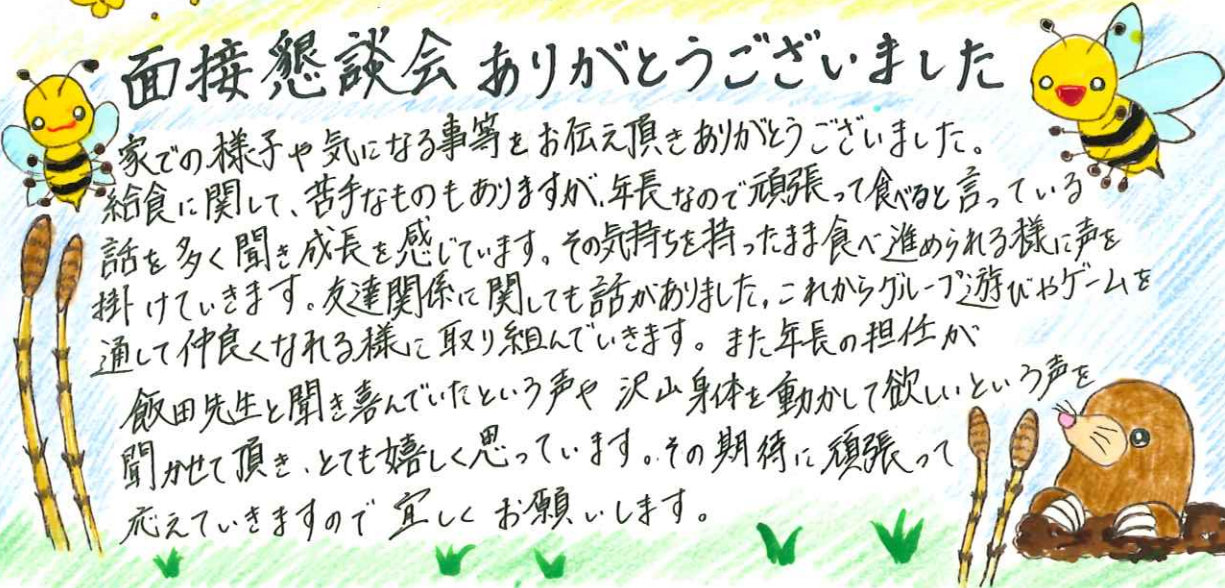 面接懇談会ありがとうございました
家での様子や気になる事等をお伝え頂きありがとうございました。
給食に関して、苦手なものもありますが、年長なので頑張って食べると言っている
話を多く聞き成長を感じています。その気持ちを持ったまま食べ進められる様に声を
掛けていきます。友達関係に関しても話がありました。これからグループ遊びやゲームを
通して仲良くなれる様に取り組んでいきます。また年長の担任が
飯田先生と聞き喜んでいたという声や沢山身体を動かして欲しいという声を
聞かせて頂き、とても嬉しく思っています。その期待に頑張って
応えていきますので宜しくお願いします。